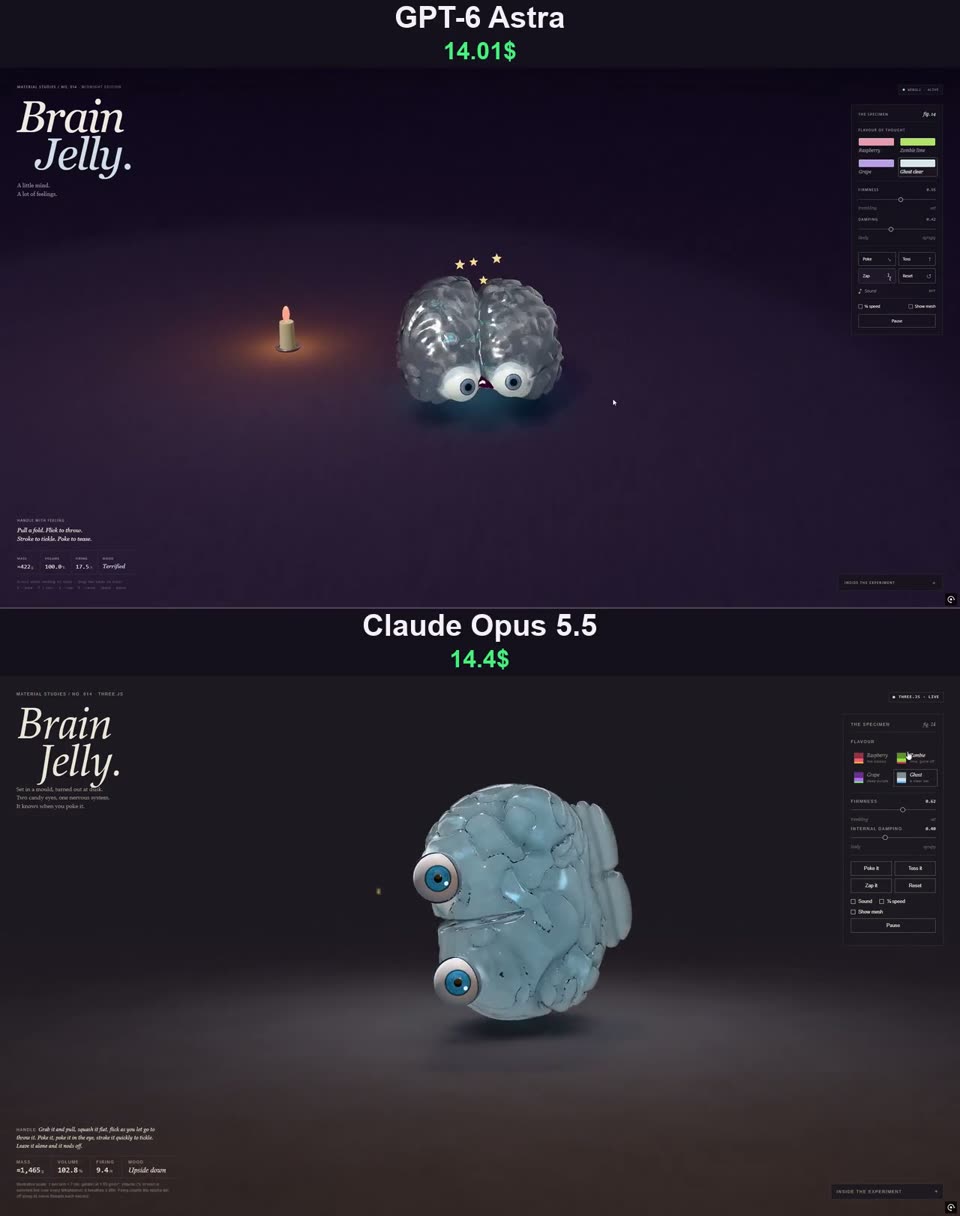 GPT-6 Astra
14.01$
MATERIAL STUDIES / NO. 014 · MIDNIGHT EDITION
Brain
Jelly.
A little mind.
A lot of feelings.
THE SPECIMEN
fig. 14
FLAVOUR OF THOUGHT
Raspberry
Zombie lime
Grape
Ghost clear
FIRMNESS
DAMPING
Poke
Toss
Zap
Reset
Sound
¼ speed
Show mesh
Pause
HANDLE WITH FEELING
Pull a fold. Flick to throw.
Stroke to tickle. Poke to tease.
MASS
VOLUME
FIRING
MOOD
≈422g
100.0%
17.5
Terrified
INSIDE THE EXPERIMENT
Claude Opus 5.5
14.4$
MATERIAL STUDIES / NO. 014 · THREE.JS
Brain
Jelly.
Set in a mould, turned out at dusk.
Two candy eyes, one nervous system.
It knows when you poke it.
THREE.JS · LIVE
THE SPECIMEN
fig. 14
FLAVOUR
Raspberry
Zombie
Grape
Ghost
FIRMNESS
0.62
INTERNAL DAMPING
0.40
Poke it
Toss it
Zap it
Reset
Sound
¼ speed
Show mesh
Pause
HANDLE Grab it and pull, squash it flat, flick as you let go to
throw it. Poke it, poke it in the eye, stroke it quickly to tickle.
Leave it alone and it nods off.
MASS
VOLUME
FIRING
MOOD
≈1,465g
102.8%
9.4
Upside down
INSIDE THE EXPERIMENT